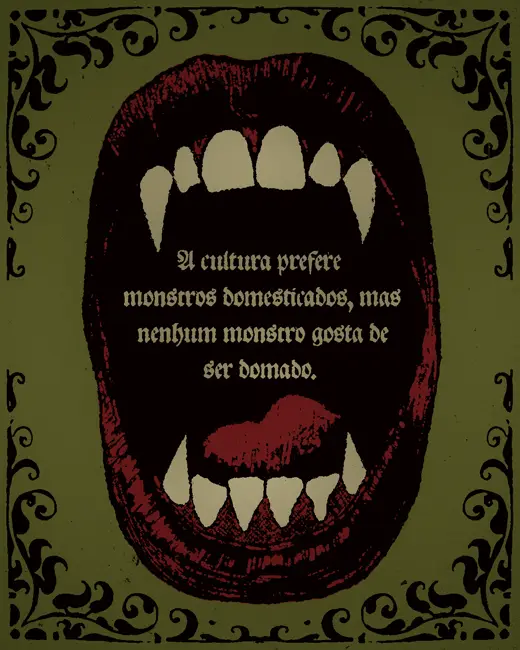 A cultura prefere
monstros domesticados, mas
nenhum monstro gosta de
ser domado.